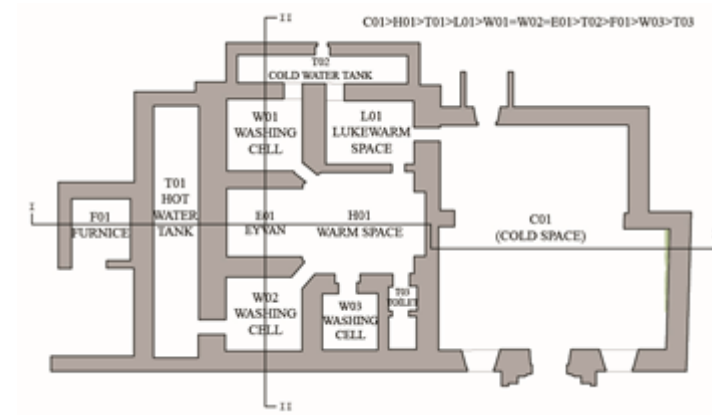 II
C01>H01>T01>L01>W01=W02=E01>T02>F01>W03>T03
T02
COLD WATER TANK
W01
WASHING
CELL
L01
LUKEWARM
SPACE
T01
HOT
WATER
TANK
I
F01
FURNICE
E01
EYVAN
H01
WARM SPACE
C01
(COLD SPACE)
W02
WASHING
CELL
W03
WASHING
CELL
T03
TOILET
II